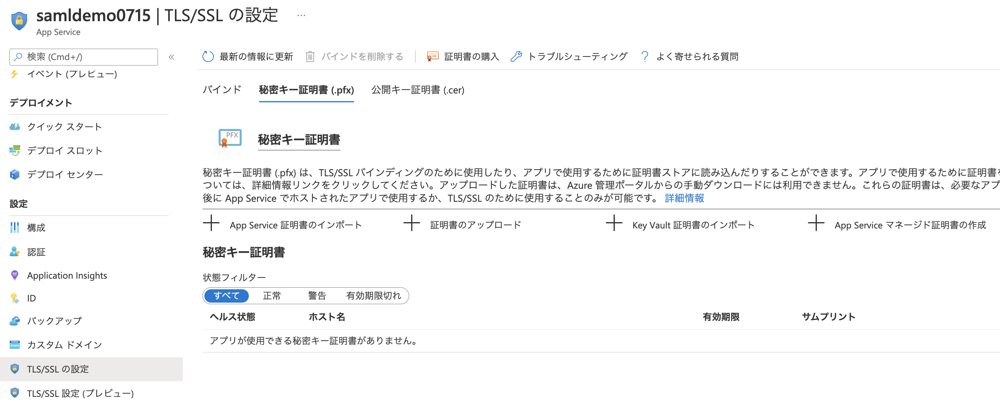 samldemo0715 | TLS/SSL の設定 …
App Service
検索 (Cmd+/)
«
イベント (プレビュー)
デプロイメント
クイック スタート
デプロイ スロット
デプロイ センター
設定
構成
認証
Application Insights
ID
バックアップ
カスタム ドメイン
TLS/SSL の設定
TLS/SSL 設定 (プレビュー)
最新の情報に更新 バインドを削除する 証明書の購入 トラブルシューティング ? よく寄せられる質問
バインド 秘密キー証明書 (.pfx) 公開キー証明書 (.cer)
PFX
秘密キー証明書
秘密キー証明書 (.pfx) は、TLS/SSL バインディングのために使用したり、アプリで使用するために証明書ストアに読み込んだりすることができます。アプリで使用するために証明書を
ついては、詳細情報リンクをクリックしてください。アップロードした証明書は、Azure 管理ポータルからの手動ダウンロードには利用できません。これらの証明書は、必要なアプ
後に App Service でホストされたアプリで使用するか、TLS/SSL のために使用することのみが可能です。 詳細情報
App Service 証明書のインポート 証明書のアップロード Key Vault 証明書のインポート App Service マネージド証明書の作成
秘密キー証明書
状態フィルター
すべて 正常 警告 有効期限切れ
ヘルス状態 ホスト名 有効期限 サムプリント
アプリが使用できる秘密キー証明書がありません。